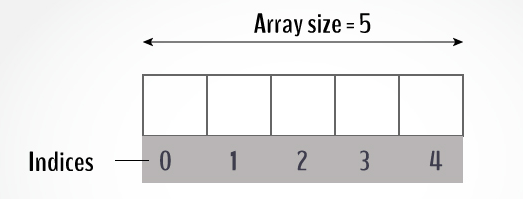 Array size = 5
Indices 0 1 2 3 4